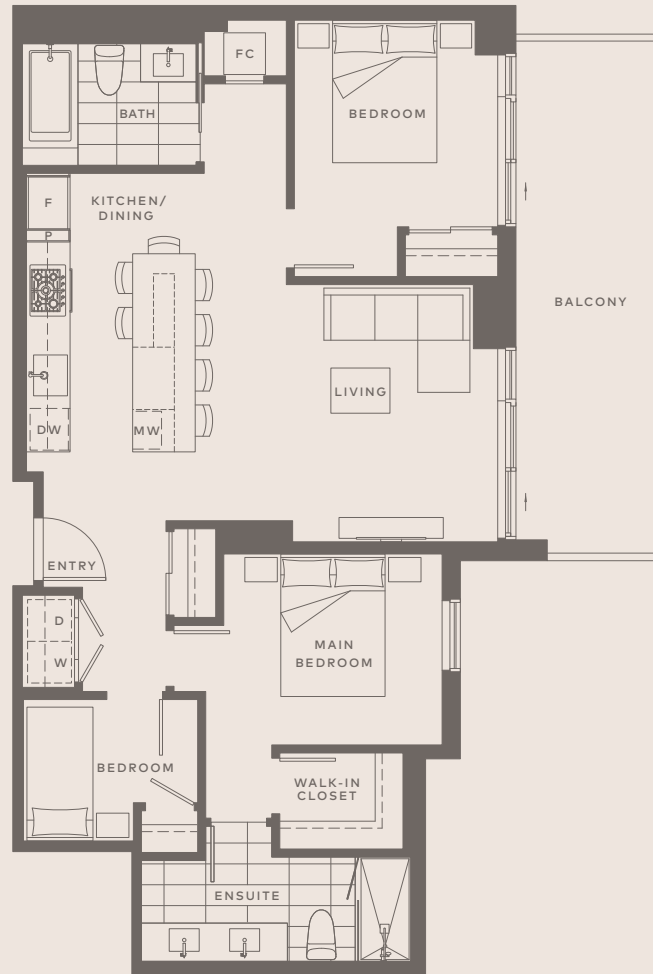 FC
BATH
BEDROOM
F
KITCHEN/
DINING
P
BALCONY
LIVING
DW
MW
ENTRY
D
W
MAIN
BEDROOM
BEDROOM
WALK-IN
CLOSET
ENSUITE